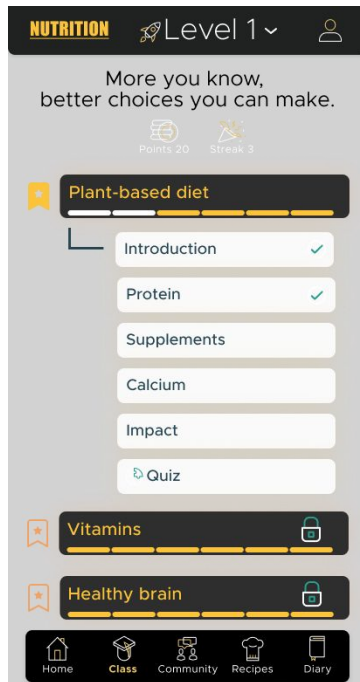 NUTRITION
Level 1
More you know,
better choices you can make.
Points 20 Streak 3
Plant-based diet
Introduction
Protein
Supplements
Calcium
Impact
Quiz
Vitamins
Healthy brain
Home Class Community Recipes Diary